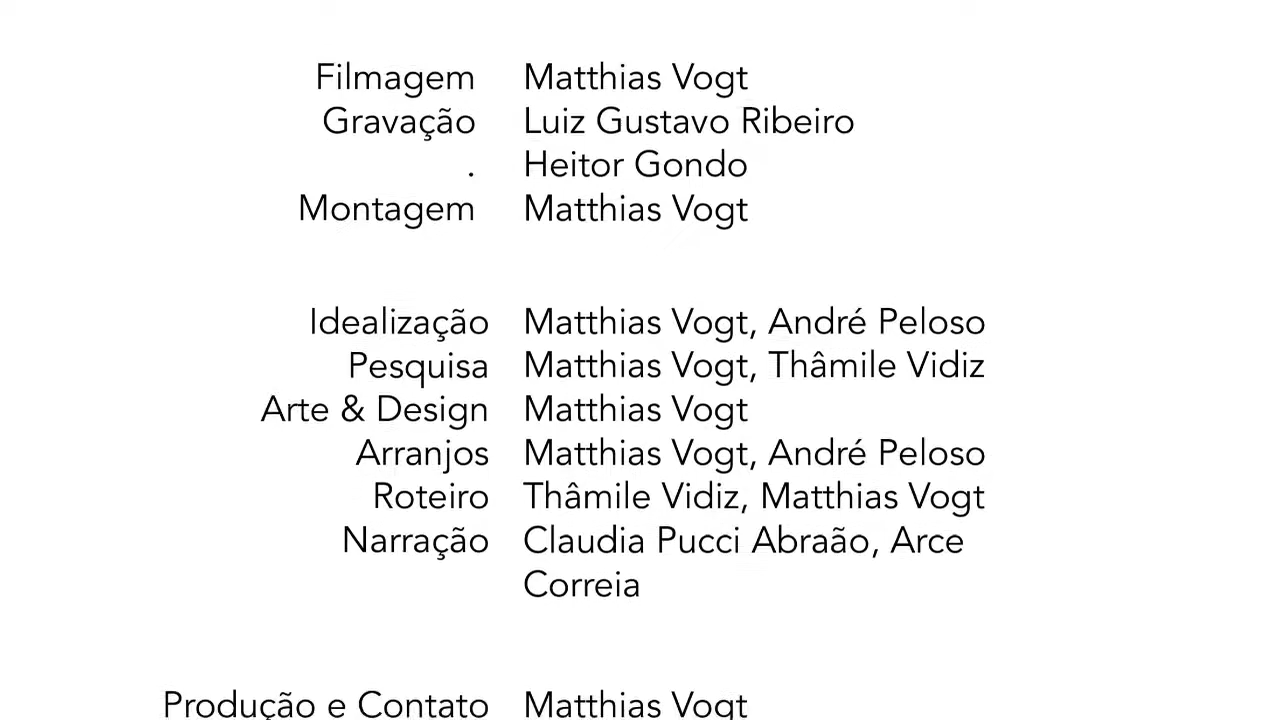 Filmagem Matthias Vogt
Gravação Luiz Gustavo Ribeiro
. Heitor Gondo
Montagem Matthias Vogt
Idealização Matthias Vogt, André Peloso
Pesquisa Matthias Vogt, Thâmile Vidiz
Arte & Design Matthias Vogt
Arranjos Matthias Vogt, André Peloso
Roteiro Thâmile Vidiz, Matthias Vogt
Narração Claudia Pucci Abraão, Arce
Correia
Produção e Contato Matthias Vogt